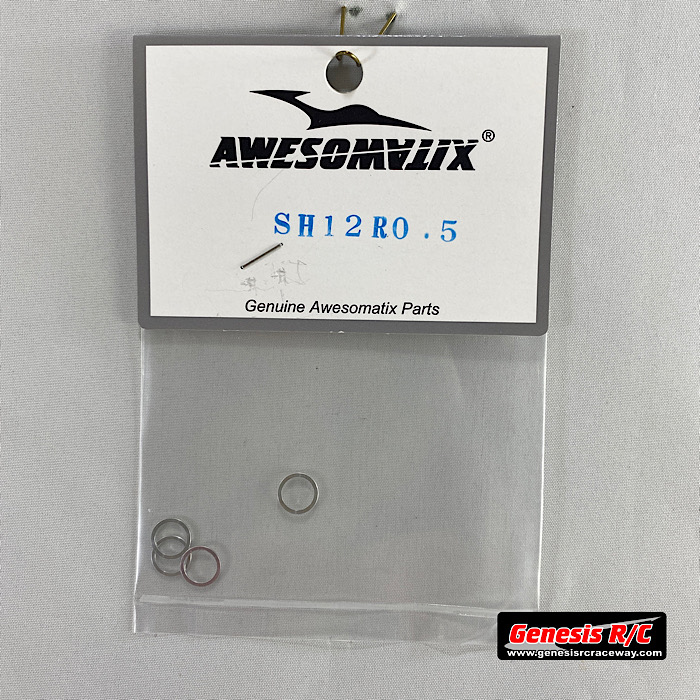 AWESOMATIX®
SH12R0.5
Genuine Awesomatix Parts
Genesis R/C
www.genesisrcraceway.com